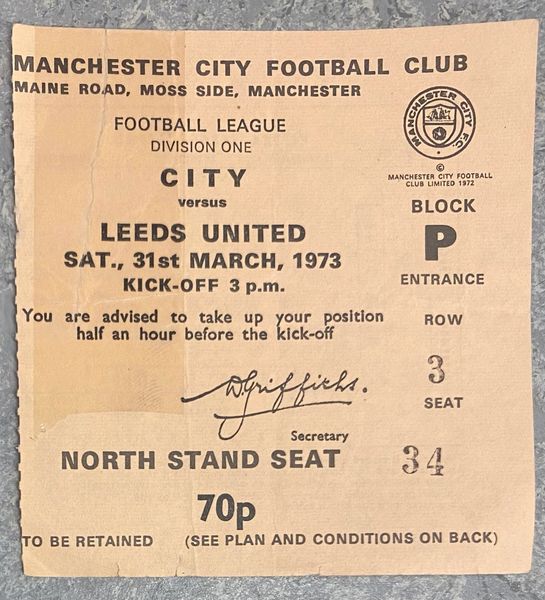 MANCHESTER CITY FOOTBALL CLUB
MAINE ROAD, MOSS SIDE, MANCHESTER
FOOTBALL LEAGUE
DIVISION ONE
CITY
versus
LEEDS UNITED
SAT., 31st MARCH, 1973
KICK-OFF 3 p.m.
You are advised to take up your position
half an hour before the kick-off
D Griffiths.
Secretary
NORTH STAND SEAT
70p
TO BE RETAINED (SEE PLAN AND CONDITIONS ON BACK)
MANCHESTER CITY F.C.
©
MANCHESTER CITY FOOTBALL
CLUB LIMITED 1972
BLOCK
P
ENTRANCE
ROW
3
SEAT
34